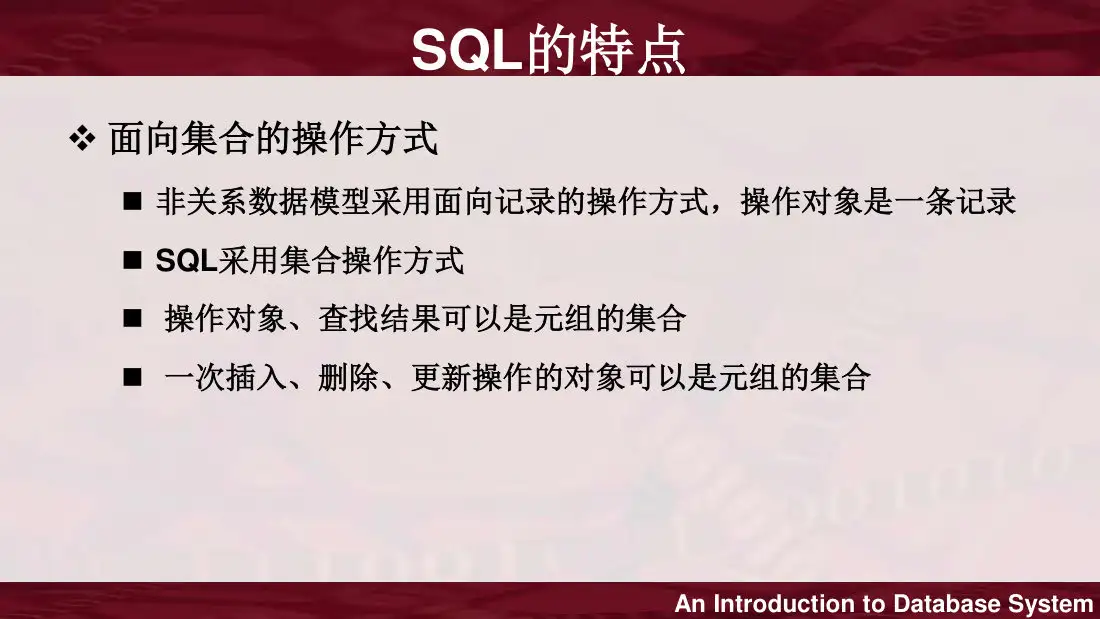 SQL的特点
面向集合的操作方式
非关系数据模型采用面向记录的操作方式，操作对象是一条记录
SQL采用集合操作方式
操作对象、查找结果可以是元组的集合
一次插入、删除、更新操作的对象可以是元组的集合
An Introduction to Database System